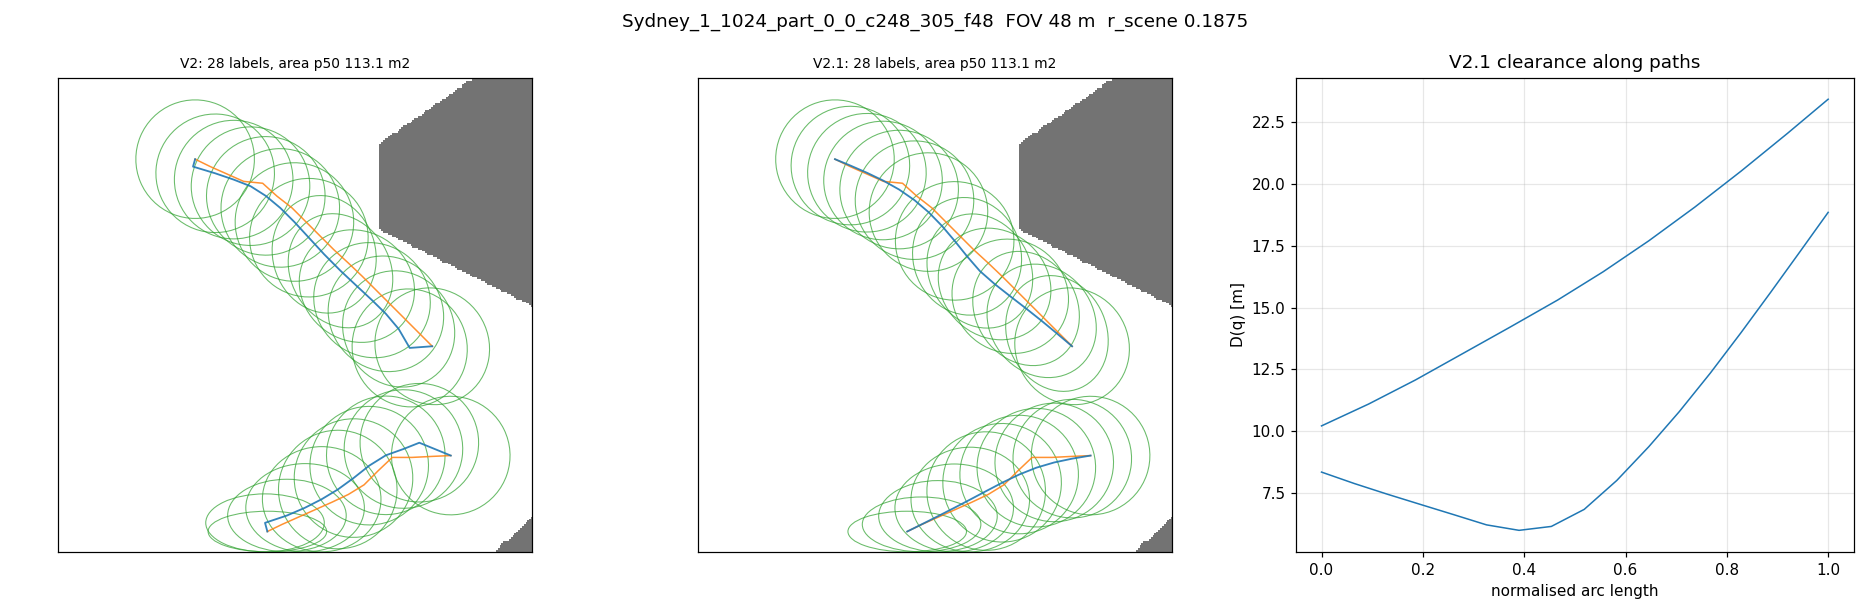 Sydney_1_1024_part_0_0_c248_305_f48  FOV 48 m  r_scene 0.1875
V2: 28 labels, area p50 113.1 m2
V2.1: 28 labels, area p50 113.1 m2
V2.1 clearance along paths
D(q) [m]
22.5
20.0
17.5
15.0
12.5
10.0
7.5
0.0 0.2 0.4 0.6 0.8 1.0
normalised arc length